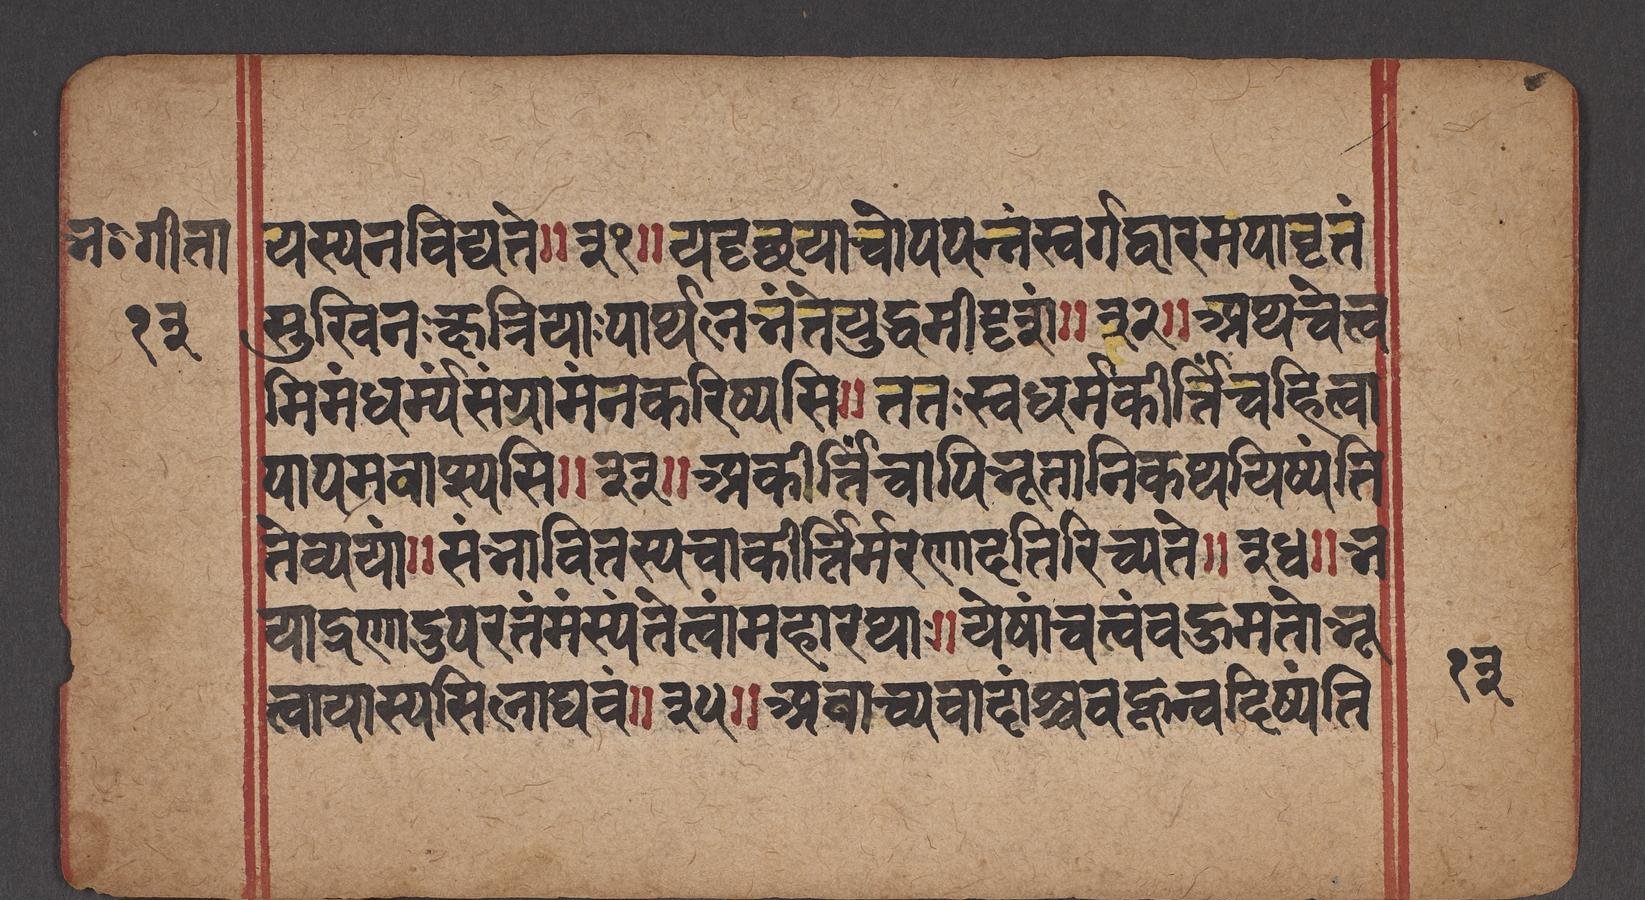 भ॰गीता
१३
यस्यनविद्यते॥३१॥यदृछयाचोपपन्नंस्वर्गद्वारमपावृतं
सुखिनःक्षत्रियाःपार्थलभंतेयुद्धमीदृशं॥३२॥अथचेत्त्व
मिमंधर्म्यंसंग्रामंनकरिष्यसि॥ततःस्वधर्मंकीर्त्तिंचहित्वा
पापमवाप्स्यसि॥३३॥अकीर्त्तिंचापिभूतानिकथयिष्यंति
तेव्ययां॥संभावितस्यचाकीर्त्तिर्मरणादतिरिच्यते॥३४॥भ
याद्रणादुपरतंमंस्यंतेत्वांमहारथाः॥येषांचत्वंवहुमतोभू
त्वायास्यसिलाघवं॥३५॥अवाच्यवादांश्चवहून्वदिष्यंति
१३